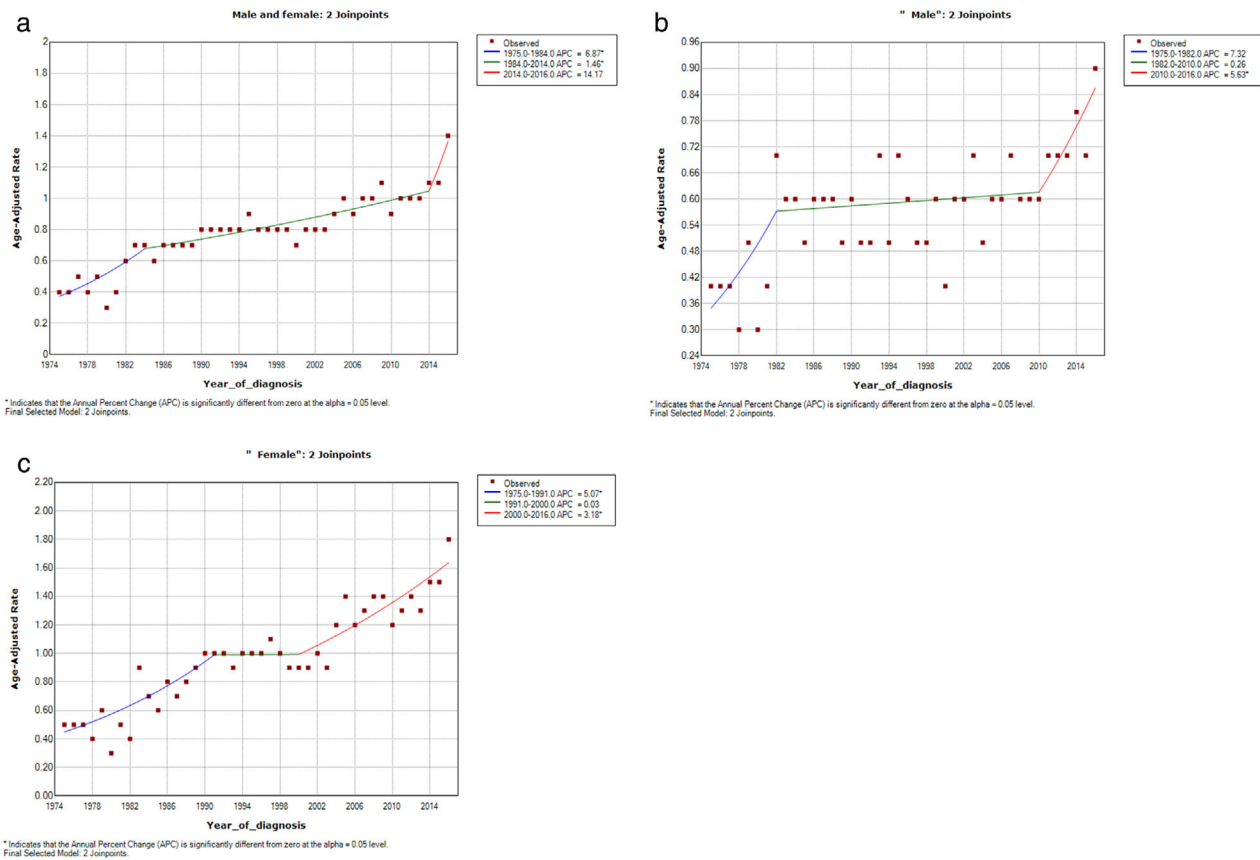 a
Male and female: 2 Joinpoints
Observed
1975.0-1984.0 APC = 6.87*
1984.0-2014.0 APC = 1.46*
2014.0-2016.0 APC = 14.17
2
1.8
1.6
1.4
1.2
1
0.8
0.6
0.4
0.2
0
Age-Adjusted Rate
1974 1978 1982 1986 1990 1994 1998 2002 2006 2010 2014
Year_of_diagnosis
* Indicates that the Annual Percent Change (APC) is significantly different from zero at the alpha = 0.05 level.
Final Selected Model: 2 Joinpoints.
b
" Male": 2 Joinpoints
Observed
1975.0-1982.0 APC = 7.32
1982.0-2010.0 APC = 0.26
2010.0-2016.0 APC = 5.63*
0.96
0.90
0.84
0.78
0.72
0.66
0.60
0.54
0.48
0.42
0.36
0.30
0.24
Age-Adjusted Rate
1974 1978 1982 1986 1990 1994 1998 2002 2006 2010 2014
Year_of_diagnosis
* Indicates that the Annual Percent Change (APC) is significantly different from zero at the alpha = 0.05 level.
Final Selected Model: 2 Joinpoints.
c
" Female": 2 Joinpoints
Observed
1975.0-1991.0 APC = 5.07*
1991.0-2000.0 APC = 0.03
2000.0-2016.0 APC = 3.18*
2.20
2.00
1.80
1.60
1.40
1.20
1.00
0.80
0.60
0.40
0.20
0.00
Age-Adjusted Rate
1974 1978 1982 1986 1990 1994 1998 2002 2006 2010 2014
Year_of_diagnosis
* Indicates that the Annual Percent Change (APC) is significantly different from zero at the alpha = 0.05 level.
Final Selected Model: 2 Joinpoints.